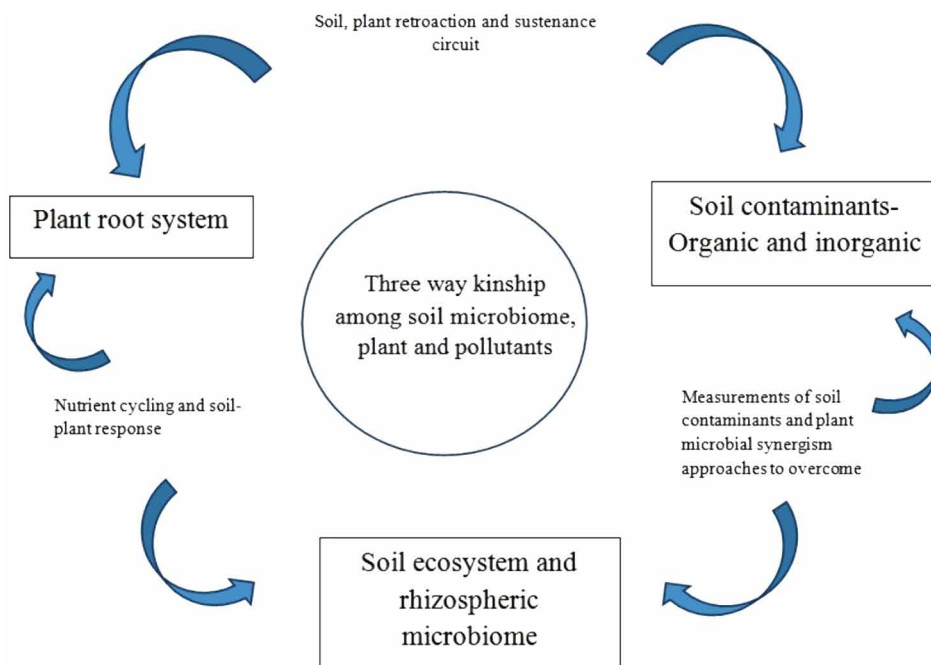 Soil, plant retroaction and sustenance
circuit
Plant root system
Soil contaminants-
Organic and inorganic
Three way kinship
among soil microbiome,
plant and pollutants
Nutrient cycling and soil-
plant response
Measurements of soil
contaminants and plant
microbial synergism
approaches to overcome
Soil ecosystem and
rhizospheric
microbiome